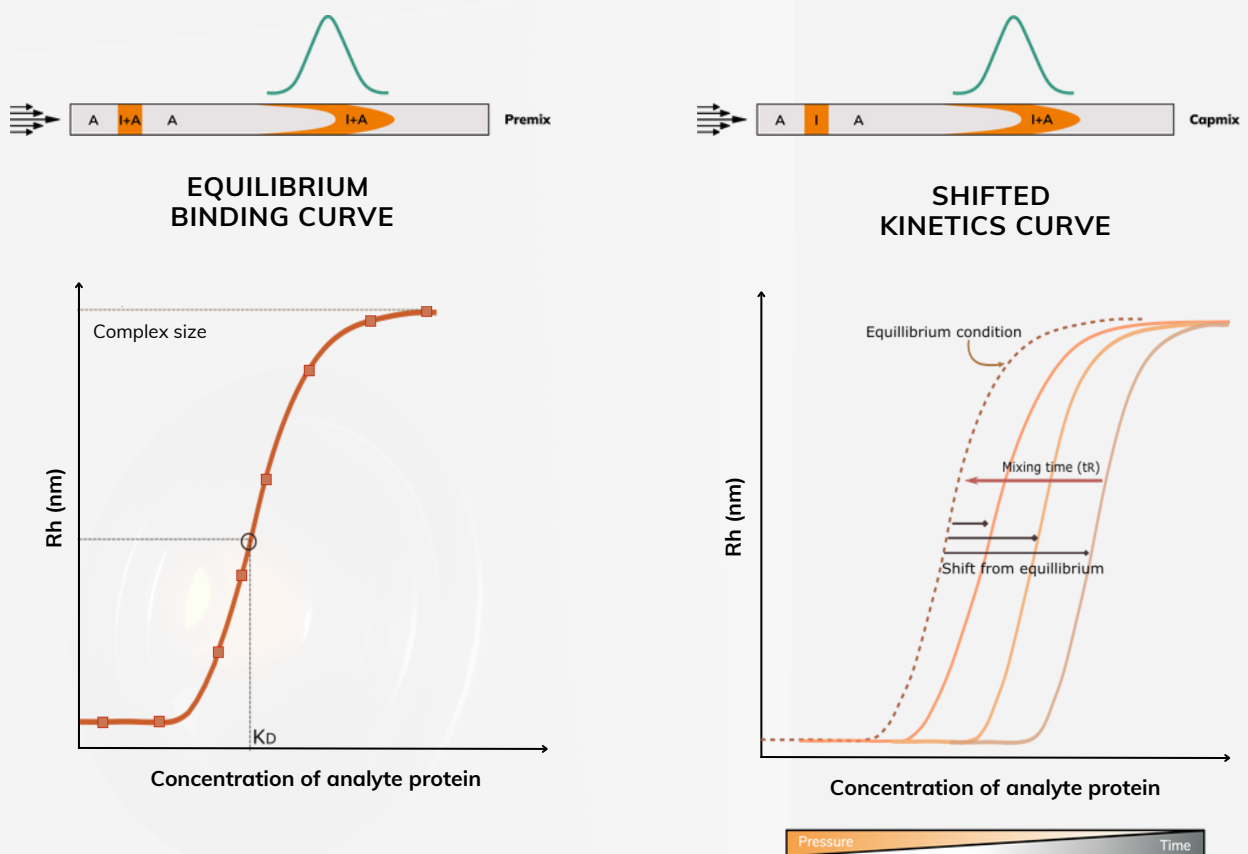 A I+A A I+A Premix
A I A I+A Capmix
EQUILIBRIUM
BINDING CURVE
SHIFTED
KINETICS CURVE
Complex size
Rh (nm)
KD
Concentration of analyte protein
Equillibrium condition
Mixing time (tR)
Shift from equillibrium
Rh (nm)
Concentration of analyte protein
Pressure
Time